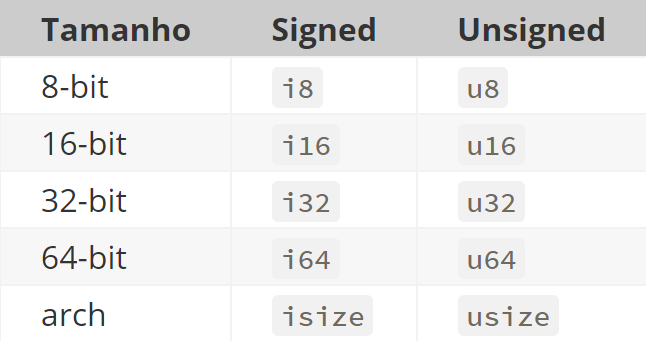 Tamanho Signed Unsigned
8-bit i8 u8
16-bit i16 u16
32-bit i32 u32
64-bit i64 u64
arch isize usize